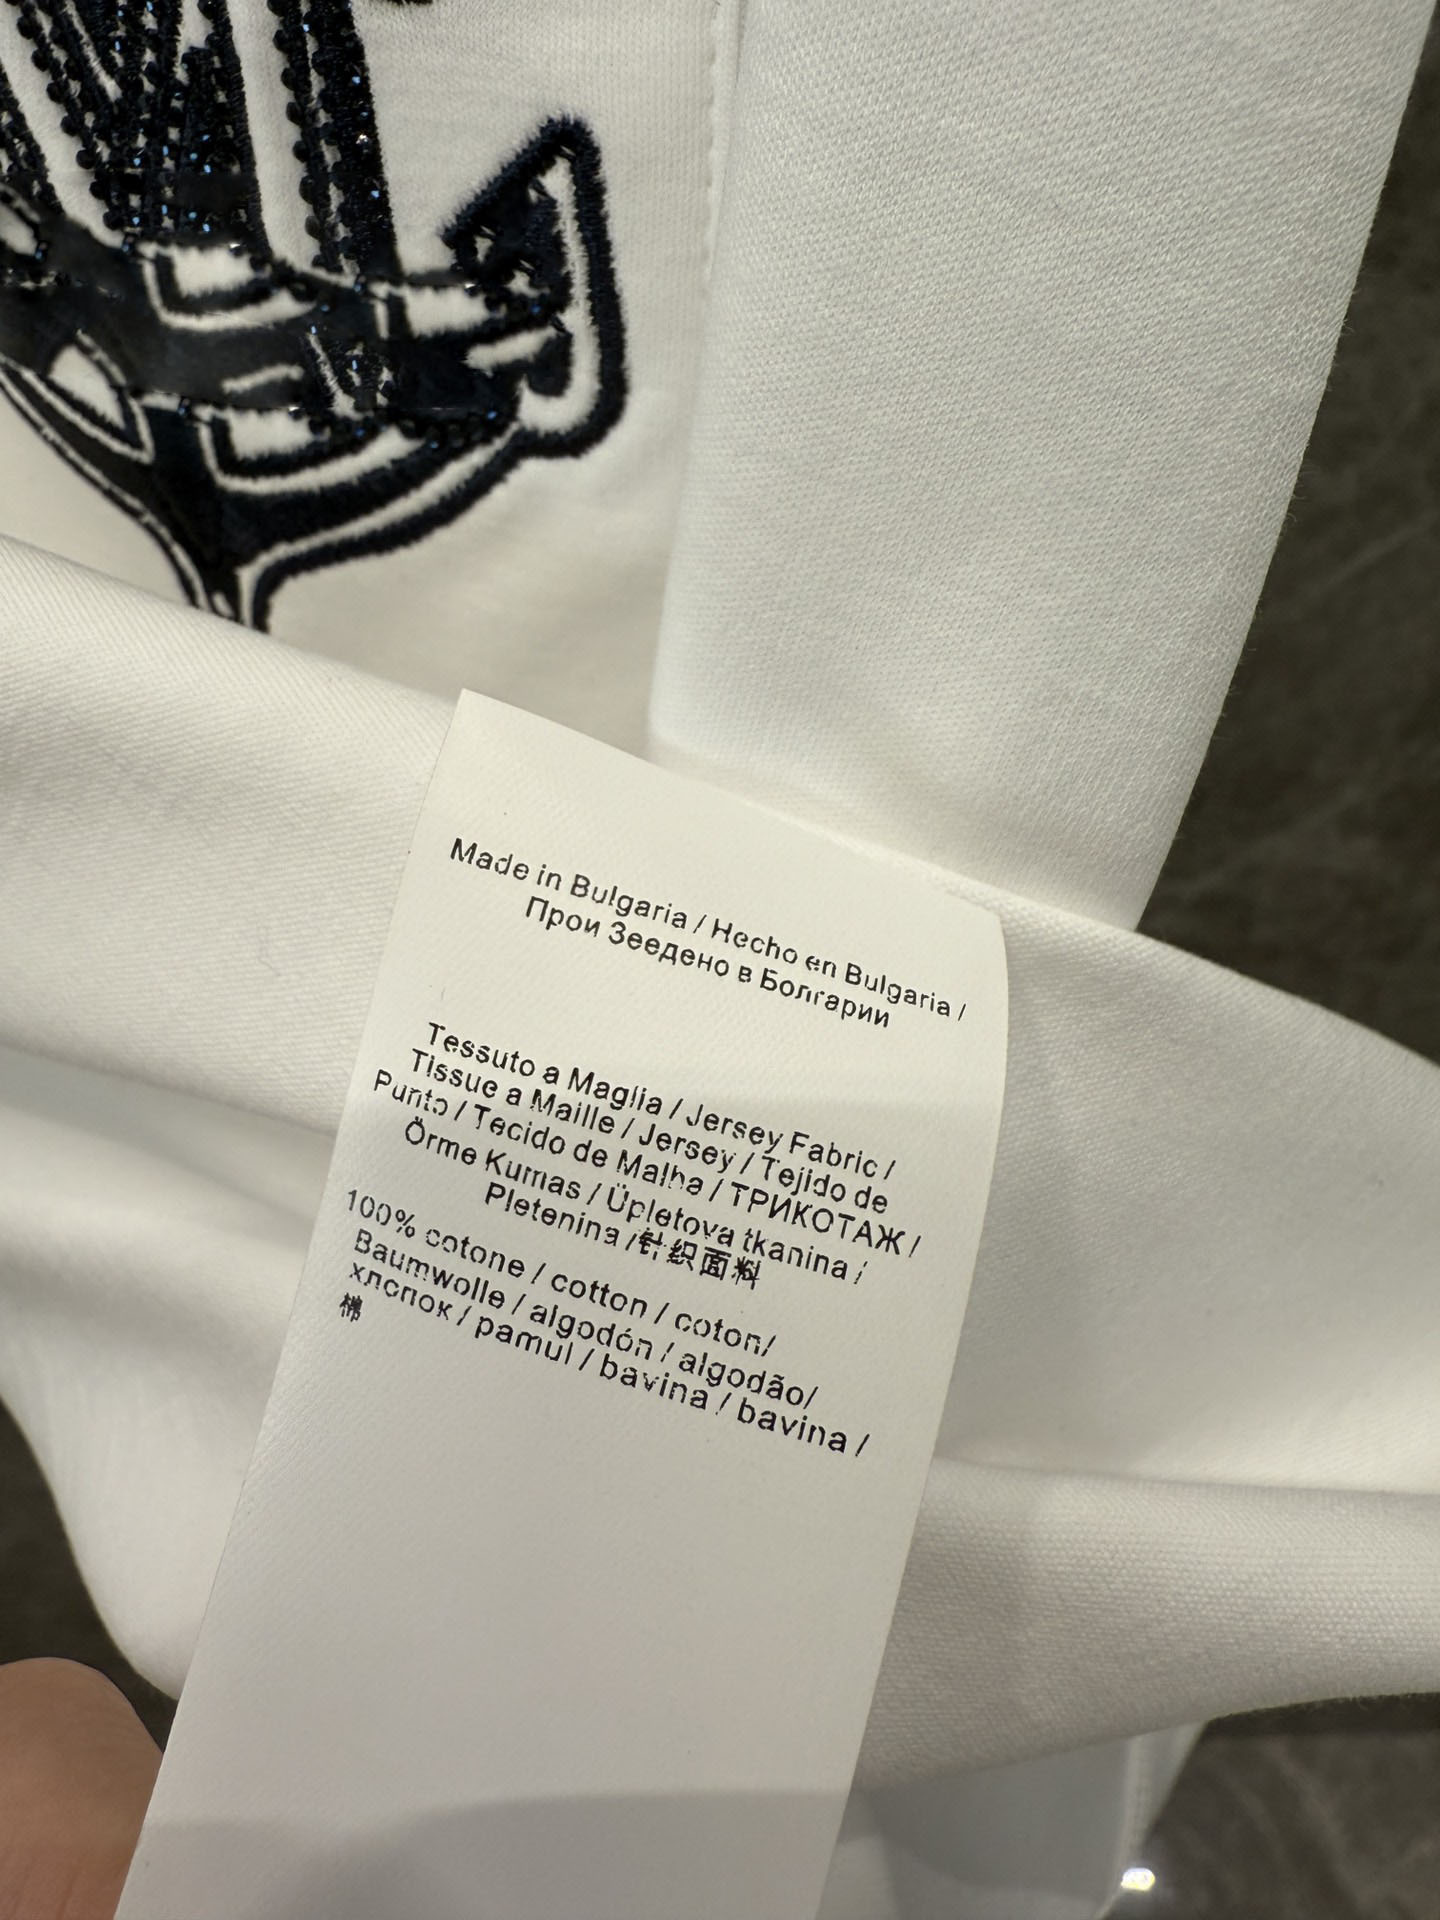 Made in Bulgaria / Hecho en Bulgaria /
Прои Зеедено в Болгарии
Tessuto a Maglia / Jersey Fabric /
Tissue a Maille / Jersey / Tejido de
Punto / Tecido de Malha / ТРИКОТАЖ /
Örme Kumas / Üpletova tkanina /
Pletenina /针织面料
100% cotone / cotton / coton/
Baumwolle / algodón / algodão/
хлспок / pamul / bavina / bavina /
棉